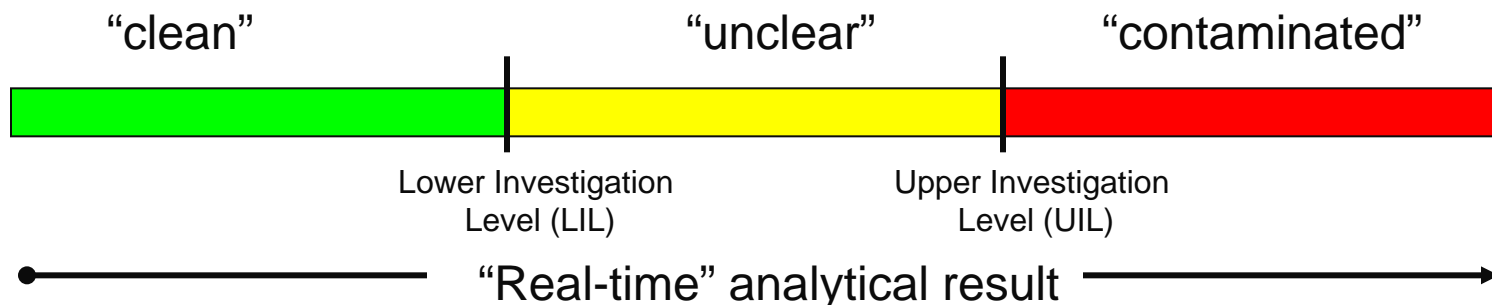 “clean” “unclear” “contaminated”
Lower Investigation Upper Investigation
Level (LIL) Level (UIL)
“Real-time” analytical result